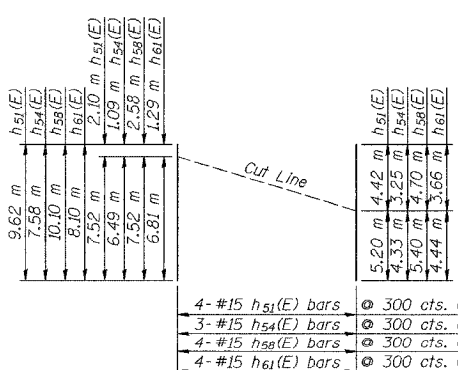 h51(E)
h54(E)
h58(E)
h61(E)
9.62 m
7.58 m
10.10 m
8.10 m
2.10 m h51(E)
1.09 m h54(E)
2.58 m h58(E)
1.29 m h61(E)
7.52 m
6.49 m
7.52 m
6.81 m
Cut Line
h51(E)
h54(E)
h58(E)
h61(E)
4.42 m
3.25 m
4.70 m
3.66 m
5.20 m
4.33 m
5.40 m
4.44 m
4-#15 h51(E) bars @ 300 cts.
3-#15 h54(E) bars @ 300 cts.
4-#15 h58(E) bars @ 300 cts.
4-#15 h61(E) bars @ 300 cts.